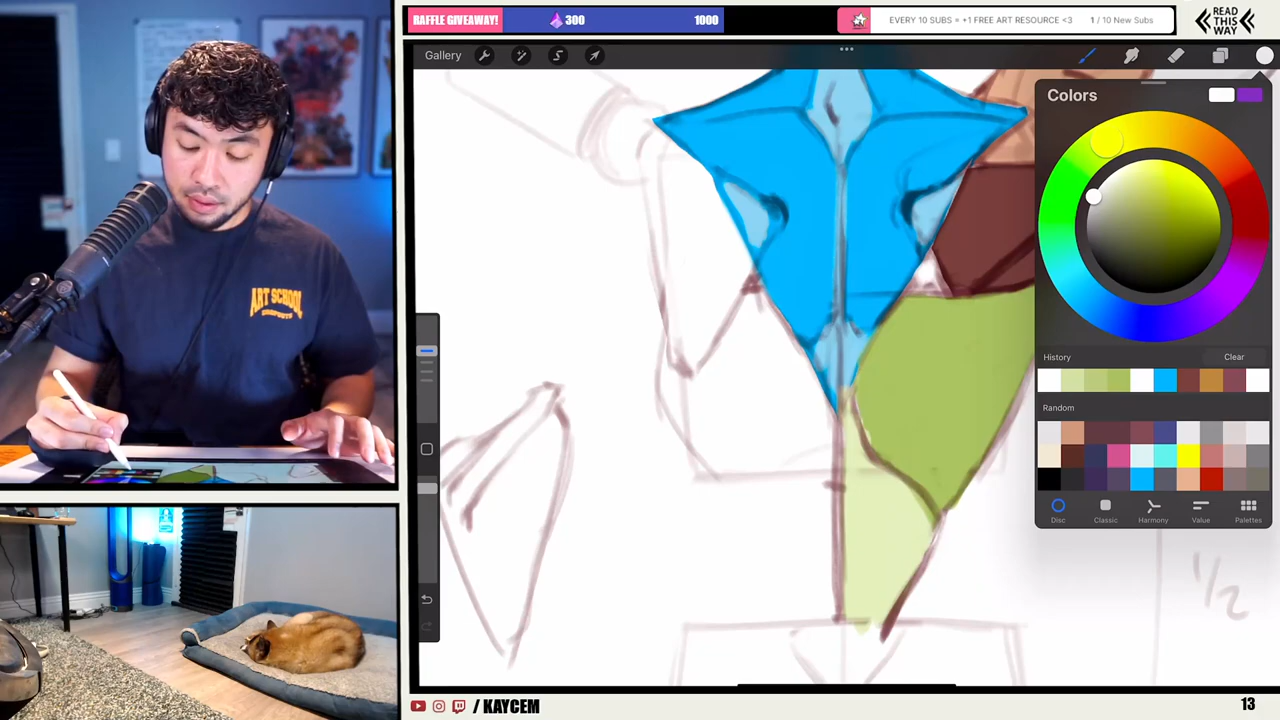 RAFFLE GIVEAWAY!
300
1000
EVERY 10 SUBS = +1 FREE ART RESOURCE <3
1 / 10 New Subs
READ
THIS
WAY
Gallery
Colors
History
Clear
Random
Disc
Classic
Harmony
Value
Palettes
ART SCHOOL
DROPOUTS
1/2
/ KAYCEM
13